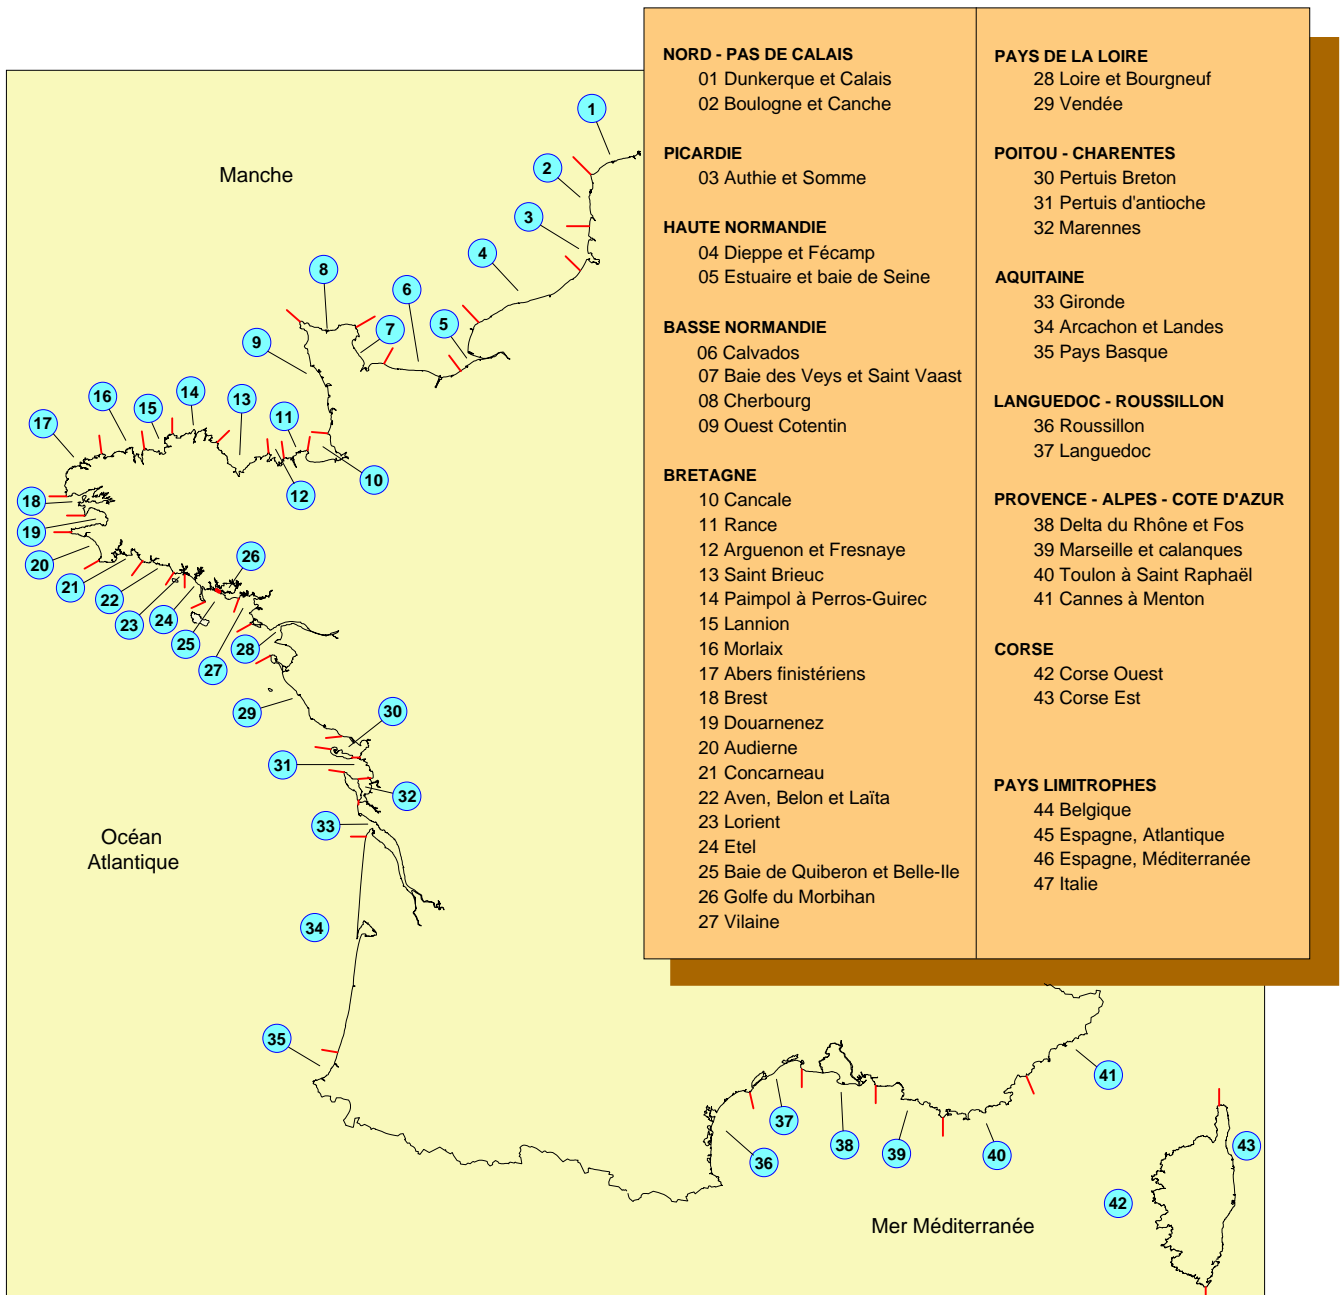 NORD - PAS DE CALAIS
01 Dunkerque et Calais
02 Boulogne et Canche
PICARDIE
03 Authie et Somme
HAUTE NORMANDIE
04 Dieppe et Fécamp
05 Estuaire et baie de Seine
BASSE NORMANDIE
06 Calvados
07 Baie des Veys et Saint Vaast
08 Cherbourg
09 Ouest Cotentin
BRETAGNE
10 Cancale
11 Rance
12 Arguenon et Fresnaye
13 Saint Brieuc
14 Paimpol à Perros-Guirec
15 Lannion
16 Morlaix
17 Abers finistériens
18 Brest
19 Douarnenez
20 Audierne
21 Concarneau
22 Aven, Belon et Laïta
23 Lorient
24 Etel
25 Baie de Quiberon et Belle-Ile
26 Golfe du Morbihan
27 Vilaine
PAYS DE LA LOIRE
28 Loire et Bourgneuf
29 Vendée
POITOU - CHARENTES
30 Pertuis Breton
31 Pertuis d'antioche
32 Marennes
AQUITAINE
33 Gironde
34 Arcachon et Landes
35 Pays Basque
LANGUEDOC - ROUSSILLON
36 Roussillon
37 Languedoc
PROVENCE - ALPES - COTE D'AZUR
38 Delta du Rhône et Fos
39 Marseille et calanques
40 Toulon à Saint Raphaël
41 Cannes à Menton
CORSE
42 Corse Ouest
43 Corse Est
PAYS LIMITROPHES
44 Belgique
45 Espagne, Atlantique
46 Espagne, Méditerranée
47 Italie
Manche
Océan
Atlantique
Mer Méditerranée
1
2
3
4
5
6
7
8
9
10
11
12
13
14
15
16
17
18
19
20
21
22
23
24
25
26
27
28
29
30
31
32
33
34
35
36
37
38
39
40
41
42
43